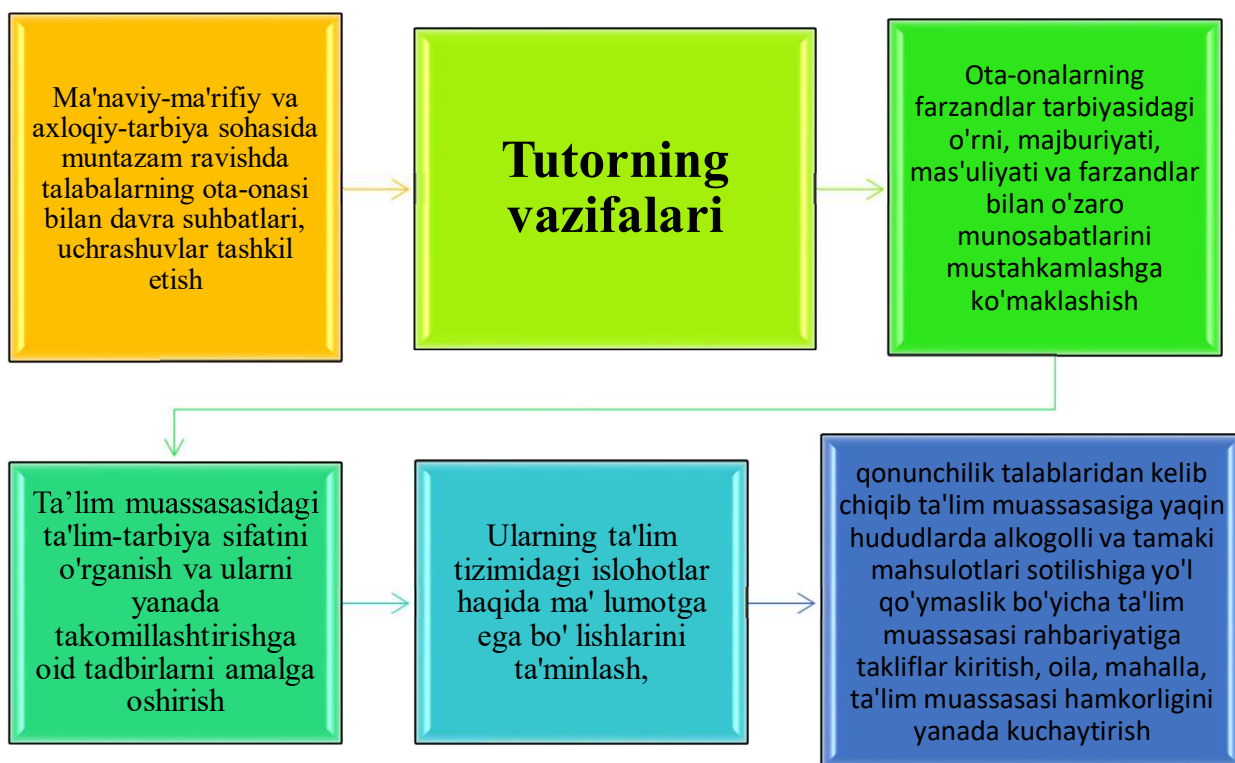 Ma'naviy-ma'rifiy va
axloqiy-tarbiya sohasida
muntazam ravishda
talabalarning ota-onasi
bilan davra suhbatlari,
uchrashuvlar tashkil
etish
Tutorning
vazifalari
Ota-onalarning
farzandlar tarbiyasidagi
o'rni, majburiyati,
mas'uliyati va farzandlar
bilan o'zaro
munosabatlarini
mustahkamlashga
ko'maklashish
Ta’lim muassasasidagi
ta'lim-tarbiya sifatini
o'rganish va ularni
yanada
takomillashtirishga
oid tadbirlarni amalga
oshirish
Ularning ta'lim
tizimidagi islohotlar
haqida ma' lumotga
ega bo' lishlarini
ta'minlash,
qonunchilik talablaridan kelib
chiqib ta'lim muassasasiga yaqin
hududlarda alkogolli va tamaki
mahsulotlari sotilishiga yo'l
qo'ymaslik bo'yicha ta'lim
muassasasi rahbariyatiga
takliflar kiritish, oila, mahalla,
ta'lim muassasasi hamkorligini
yanada kuchaytirish